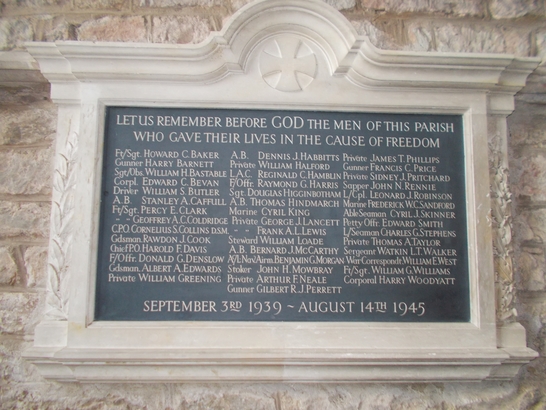 LET US REMEMBER BEFORE GOD THE MEN OF THIS PARISH
WHO GAVE THEIR LIVES IN THE CAUSE OF FREEDOM
Ft/Sgt. HOWARD C. BAKER
Gunner HARRY BARNETT
Sgt/Obs. WILLIAM H. BASTABLE
Corpl. EDWARD C. BEVAN
Driver WILLIAM S. BUTLER
A.B. STANLEY A. CAFFULL
Ft/Sgt. PERCY E. CLARK
" " GEOFFREY A. C. COLDRIDGE
C.P.O. CORNELIUS S. COLLINS D.S.M.
Gdsman. RAWDON J. COOK
Chief P.O. HAROLD F. DAVIS
F/Offr. DONALD G. DENSLOW
Gdsman. ALBERT A. EDWARDS
Private WILLIAM GREENING
A.B. DENNIS J. HABBITTS
Private WILLIAM HALFORD
L.A.C. REGINALD C. HAMBLIN
F/Offr. RAYMOND G. HARRIS
Sgt. DOUGLAS HIGGINBOTHAM
A.B. THOMAS HINDMARCH
Marine CYRIL KING
Private GEORGE J. LANCETT
" " FRANK A. L. LEWIS
Steward WILLIAM LOADE
A.B. BERNARD J. McCARTHY
A/L/Nav/Airm. BENJAMIN G. MORGAN
Stoker JOHN H. MOWBRAY
Private ARTHUR F. NEALE
Gunner GILBERT R. J. PERRETT
Private JAMES T. PHILLIPS
Gunner FRANCIS C. PRICE
Private SIDNEY J. PRITCHARD
Sapper JOHN N. RENNIE
L/Cpl. LEONARD J. ROBINSON
Marine FREDERICK W. C. SANDFORD
Able Seaman CYRIL J. SKINNER
Petty Offr. EDWARD SMITH
L/Seaman CHARLES G. STEPHENS
Private THOMAS A. TAYLOR
Sergeant WATKIN L. T. WALKER
War Correspondt. WILLIAM E. WEST
Ft/Sgt. WILLIAM G. WILLIAMS
Corporal HARRY WOODYATT
SEPTEMBER 3RD 1939 ~ AUGUST 14TH 1945